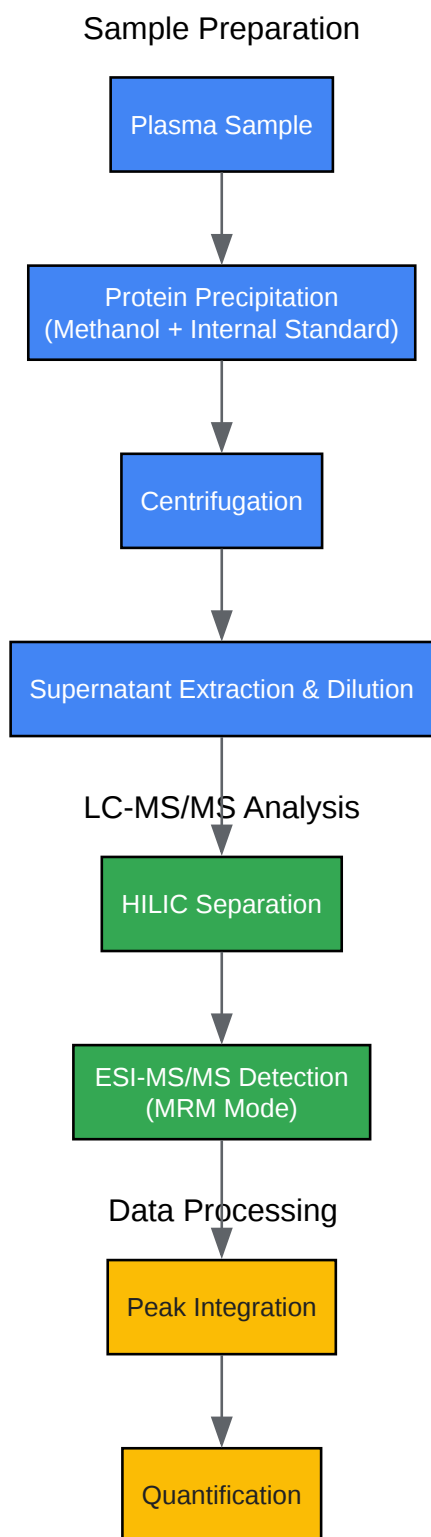 Sample Preparation
Plasma Sample
Protein Precipitation
(Methanol + Internal Standard)
Centrifugation
Supernatant Extraction & Dilution
LC-MS/MS Analysis
HILIC Separation
ESI-MS/MS Detection
(MRM Mode)
Data Processing
Peak Integration
Quantification